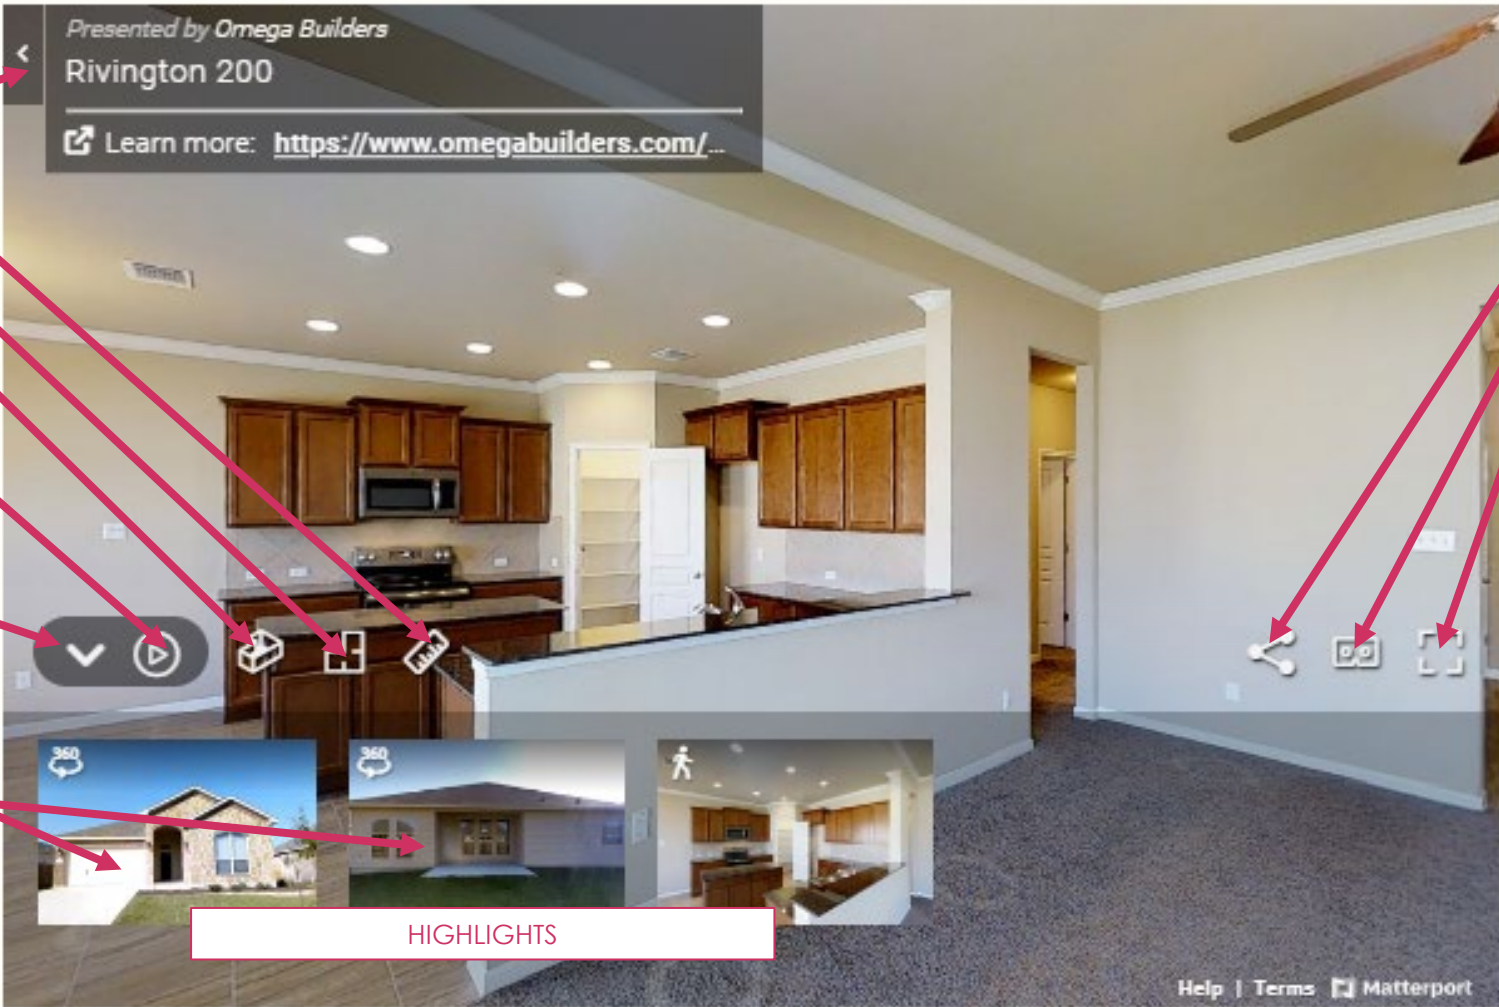 Presented by Omega Builders
Rivington 200
Learn more: https://www.omegabuilders.com/...
360
360
HIGHLIGHTS
Help | Terms Matterport